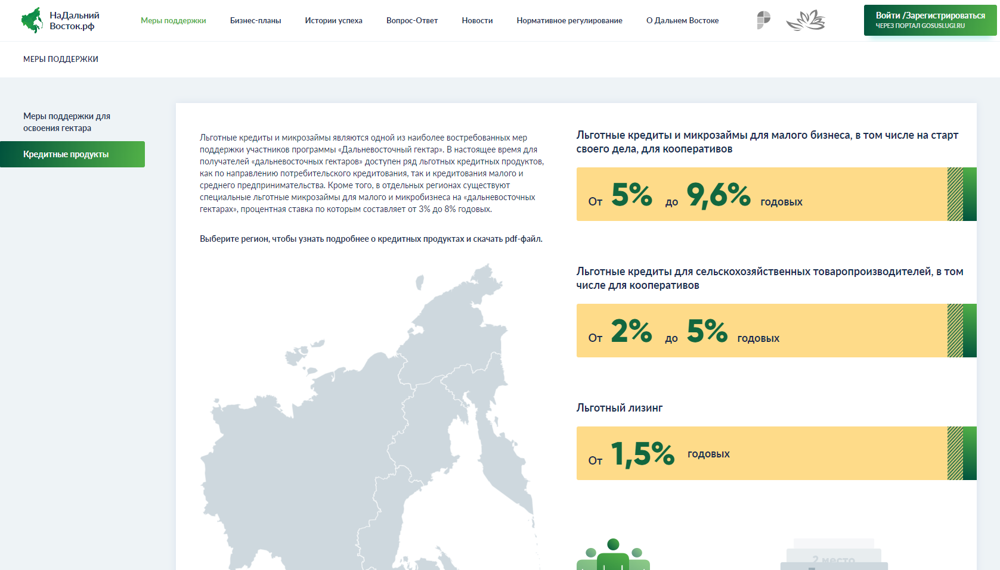 НаДальний
Восток.рф
Меры поддержки
Бизнес-планы
Истории успеха
Вопрос-Ответ
Новости
Нормативное регулирование
О Дальнем Востоке
Войти /Зарегистрироваться
ЧЕРЕЗ ПОРТАЛ GOSUSLUGI.RU
МЕРЫ ПОДДЕРЖКИ
Меры поддержки для
освоения гектара
Кредитные продукты
Льготные кредиты и микрозаймы являются одной из наиболее востребованных мер
поддержки участников программы «Дальневосточный гектар». В настоящее время для
получателей «дальневосточных гектаров» доступен ряд льготных кредитных продуктов,
как по направлению потребительского кредитования, так и кредитования малого и
среднего предпринимательства. Кроме того, в отдельных регионах существуют
специальные льготные микрозаймы для малого и микробизнеса на «дальневосточных
гектарах», процентная ставка по которым составляет от 3% до 8% годовых.
Выберите регион, чтобы узнать подробнее о кредитных продуктах и скачать pdf-файл.
Льготные кредиты и микрозаймы для малого бизнеса, в том числе на старт
своего дела, для кооперативов
От 5% до 9,6% годовых
Льготные кредиты для сельскохозяйственных товаропроизводителей, в том
числе для кооперативов
От 2% до 5% годовых
Льготный лизинг
От 1,5% годовых
2 место